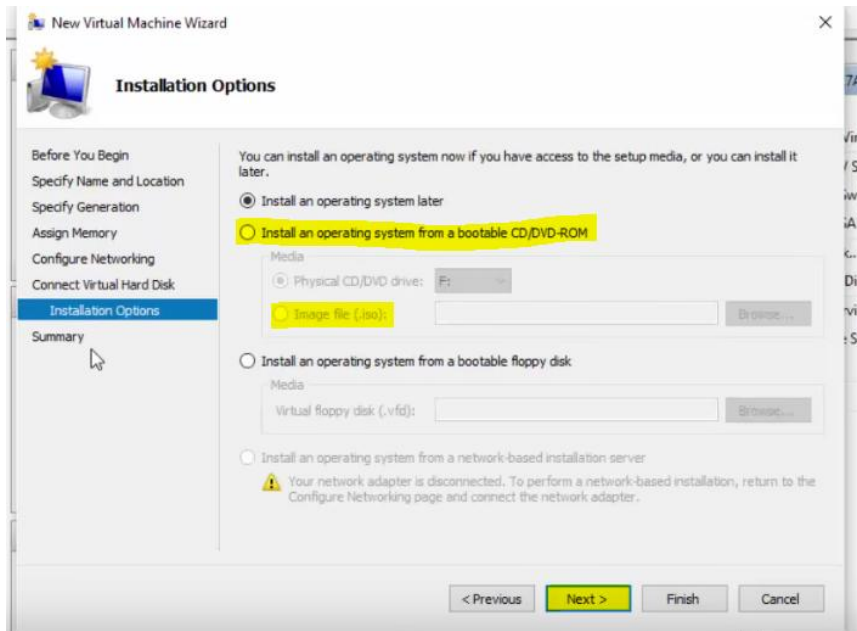 New Virtual Machine Wizard
Installation Options
Before You Begin
Specify Name and Location
Specify Generation
Assign Memory
Configure Networking
Connect Virtual Hard Disk
Installation Options
Summary
You can install an operating system now if you have access to the setup media, or you can install it
later.
Install an operating system later
Install an operating system from a bootable CD/DVD-ROM
Media
Physical CD/DVD drive: F:
Image file (.iso): Browse...
Install an operating system from a bootable floppy disk
Media
Virtual floppy disk (.vfd): Browse...
Install an operating system from a network-based installation server
Your network adapter is disconnected. To perform a network-based installation, return to the
Configure Networking page and connect the network adapter.
< Previous Next > Finish Cancel